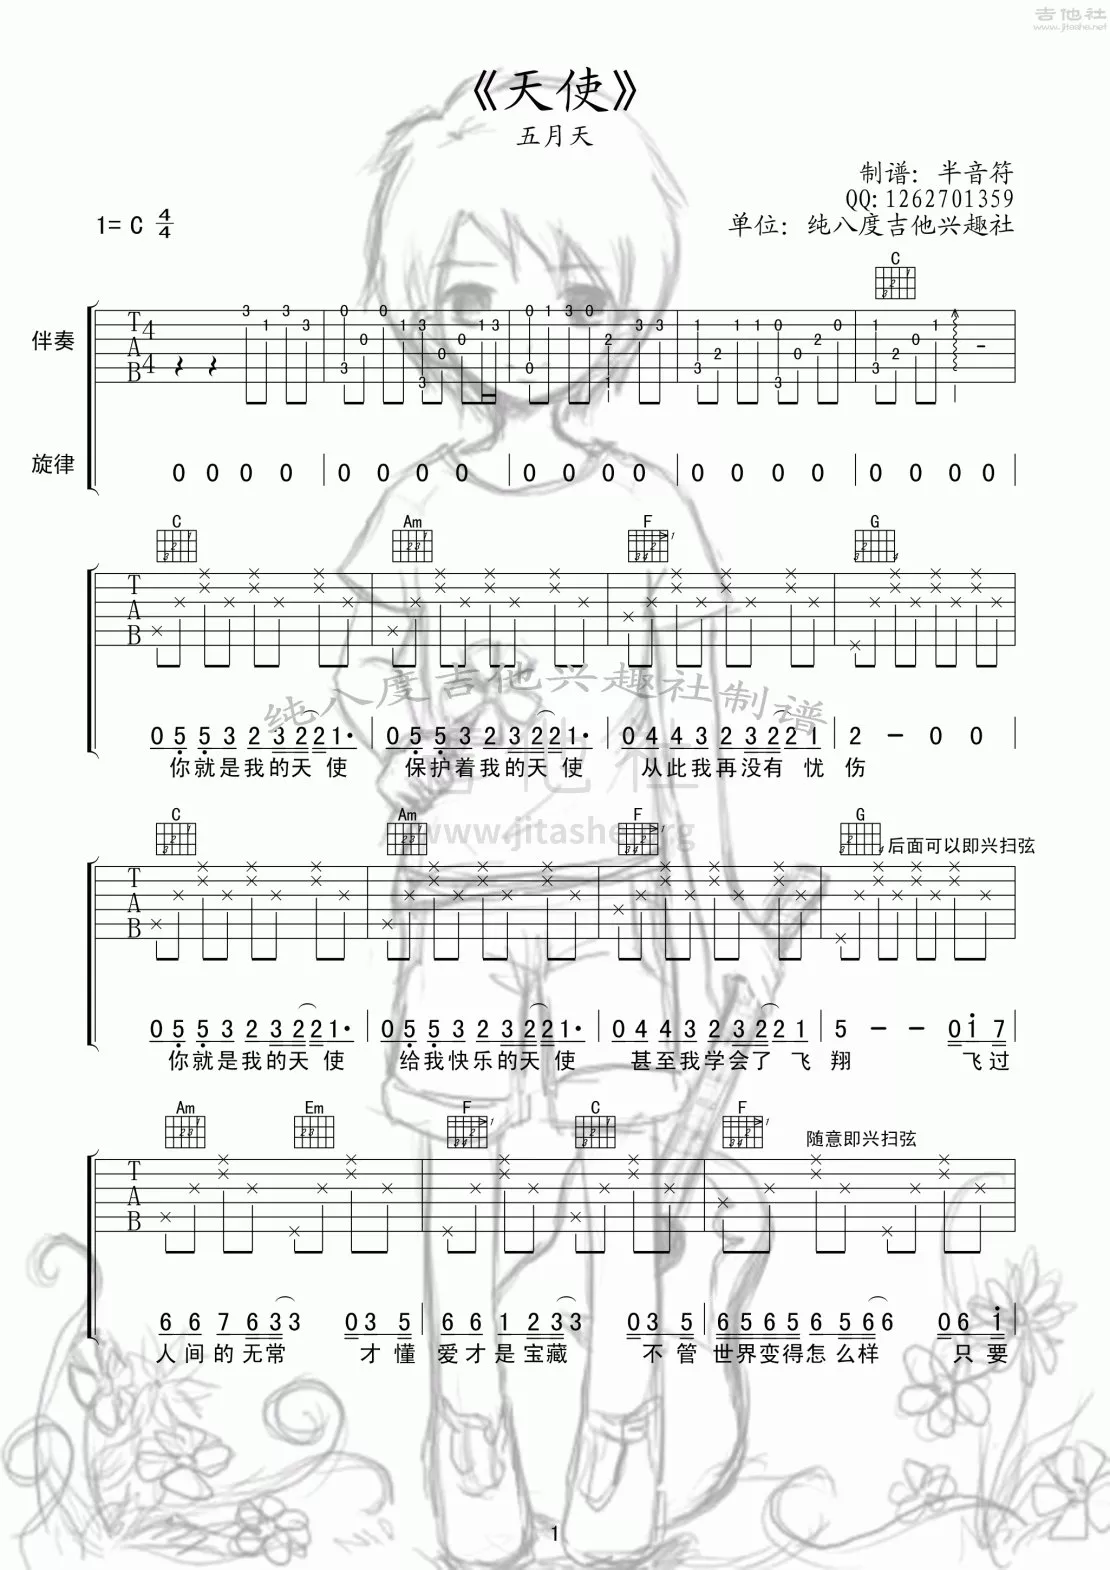 吉他社
www.jitashe.net
《天使》
五月天
制谱：半音符
QQ:1262701359
单位：纯八度吉他兴趣社
1= C 4/4
C
伴奏
T A B 4 4
旋律
0 0 0 0 | 0 0 0 0 | 0 0 0 0 | 0 0 0 0 | 0 0 0 0
C Am F G
T A B
纯八度吉他兴趣社制谱
0 5 5 3 2 3 2 2 1· | 0 5 5 3 2 3 2 2 1· | 0 4 4 3 2 3 2 2 1 | 2 — 0 0
你就是我的天使 保护着我的天使 从此我再没有忧伤
吉他社
www.jitashe.org
C Am F G 后面可以即兴扫弦
T A B
0 5 5 3 2 3 2 2 1· | 0 5 5 3 2 3 2 2 1· | 0 4 4 3 2 3 2 2 1 | 5 — — 0 1 7
你就是我的天使 给我快乐的天使 甚至我学会了飞翔 飞过
Am Em F C F 随意即兴扫弦
T A B
6 6 7 6 3 3 0 3 5 | 6 6 1 2 3 3 0 3 5 | 6 5 6 5 6 5 6 6 0 6 1
人间的无常 才懂爱才是宝藏 不管世界变得怎么样 只要
1